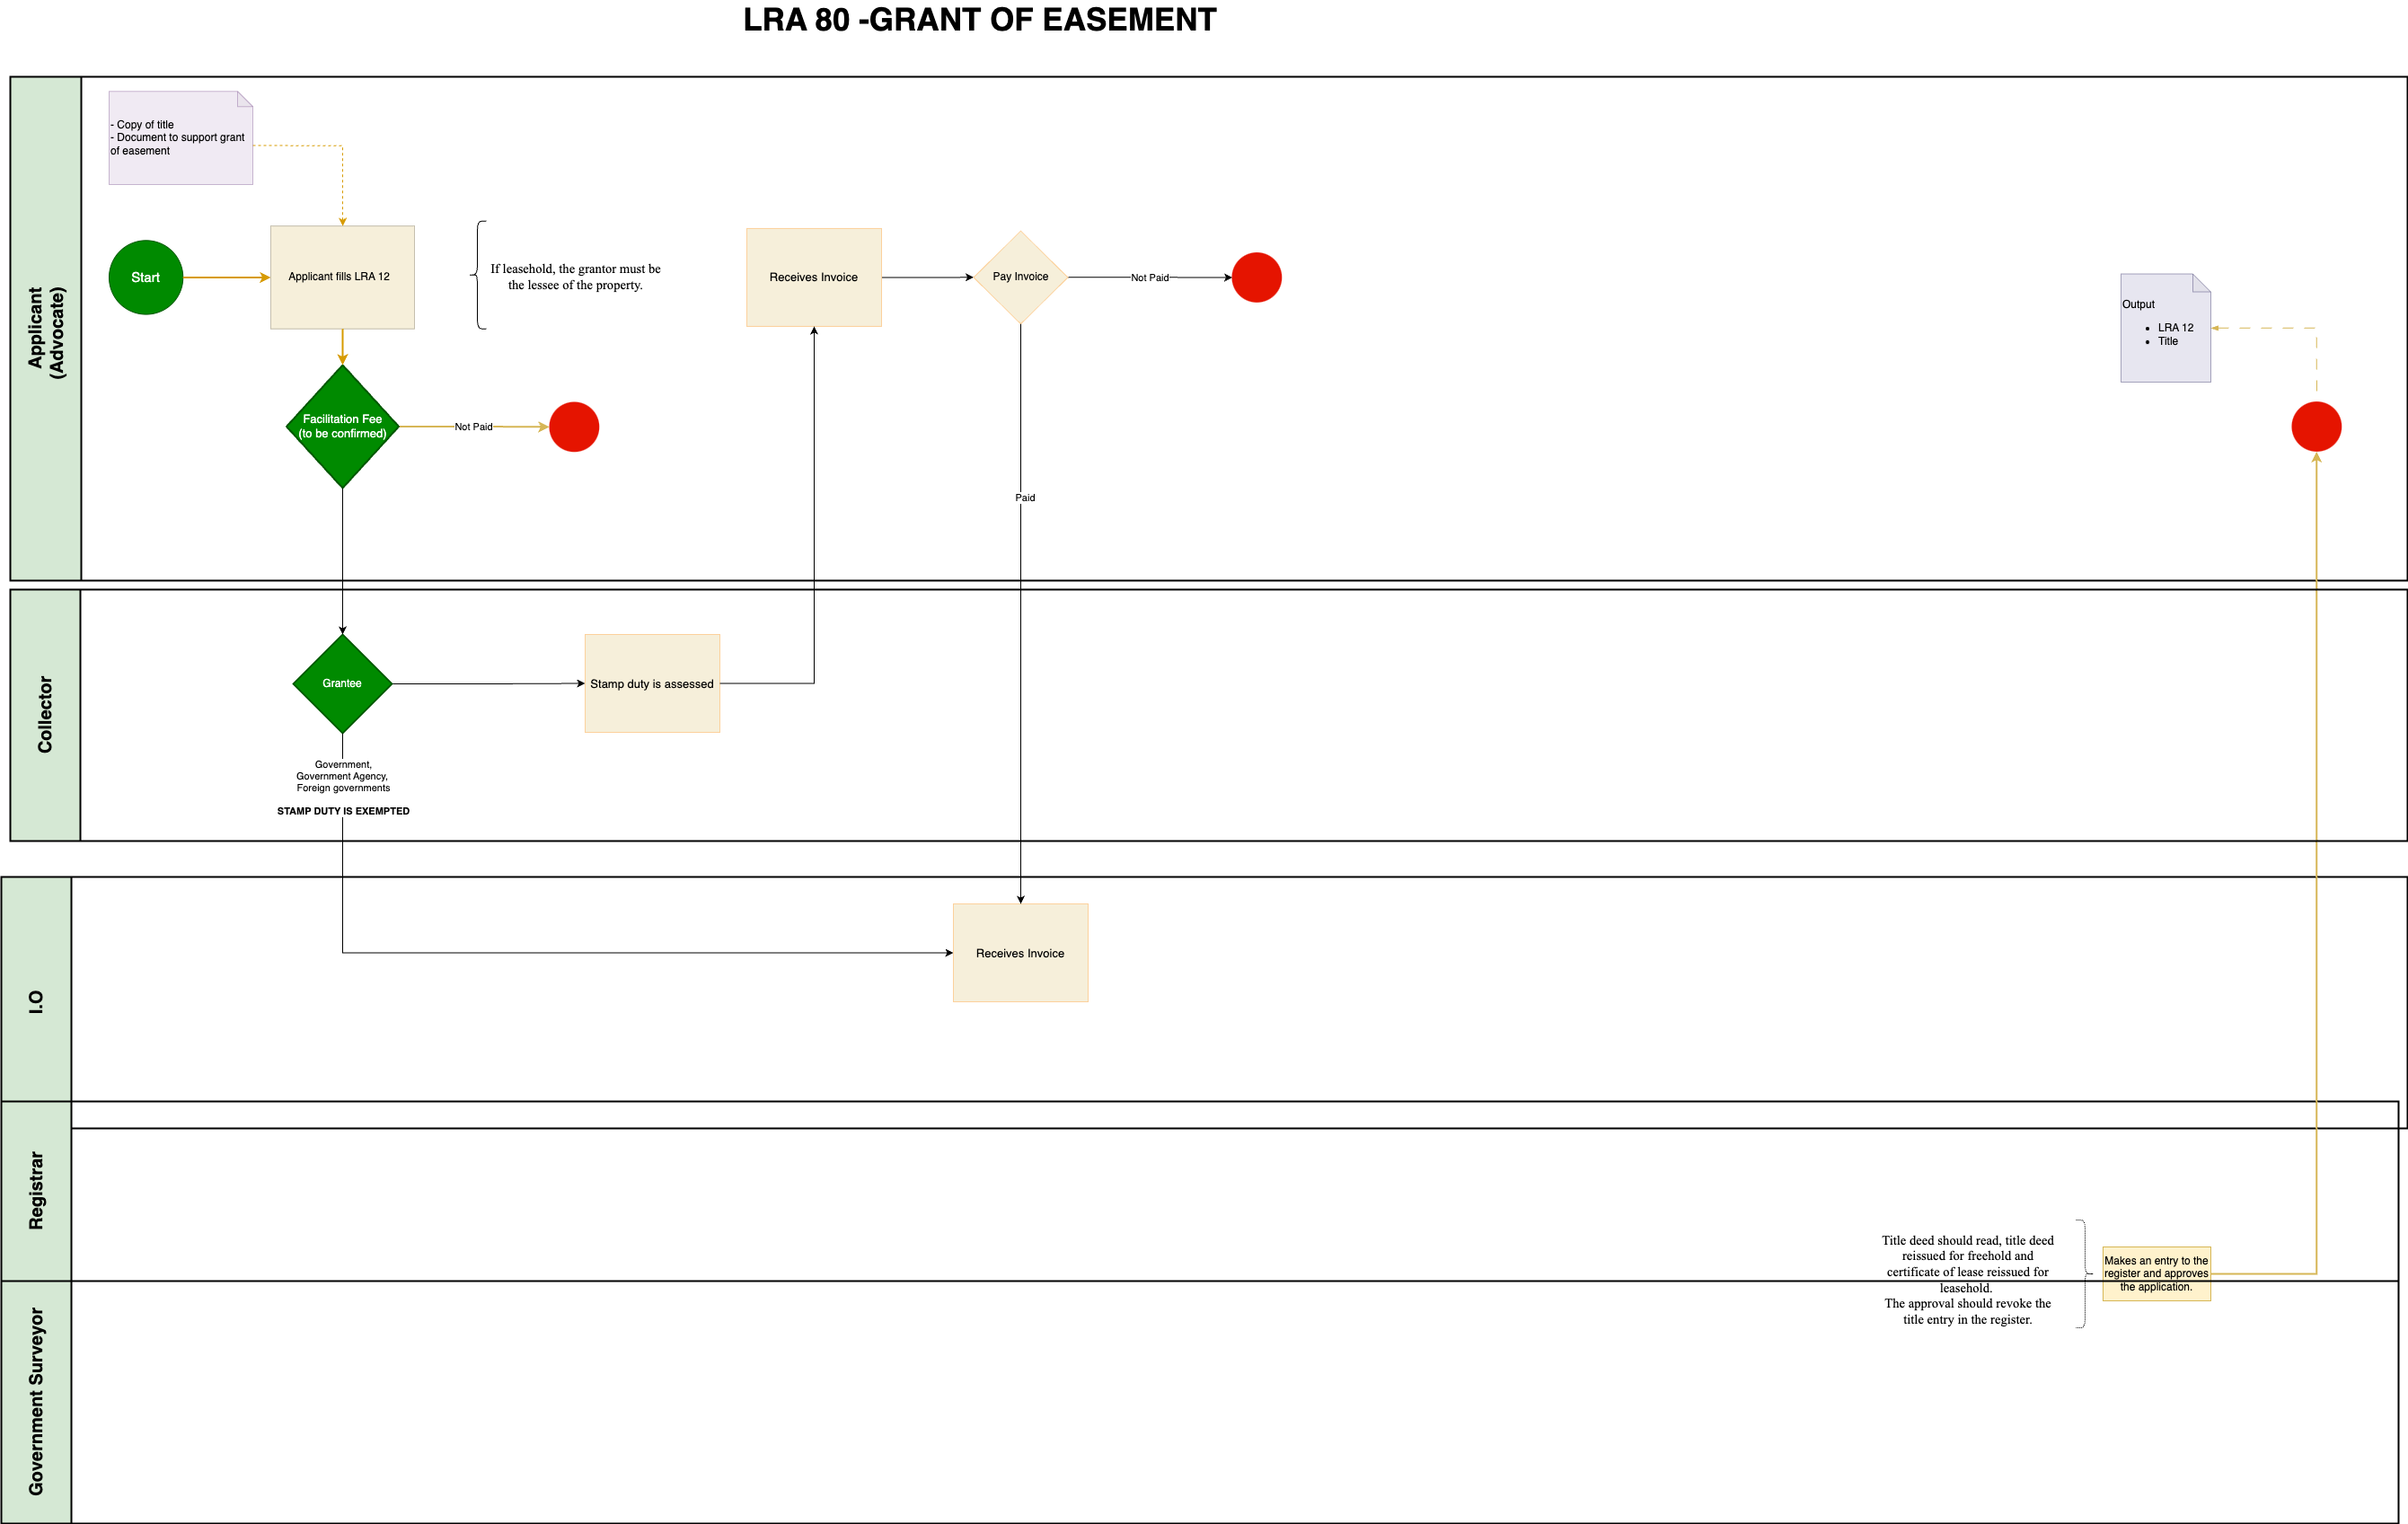 LRA 80 -GRANT OF EASEMENT
Applicant
(Advocate)
- Copy of title
- Document to support grant
of easement
Start
Applicant fills LRA 12
If leasehold, the grantor must be
the lessee of the property.
Receives Invoice
Pay Invoice
Not Paid
Output
• LRA 12
• Title
Facilitation Fee
(to be confirmed)
Not Paid
Paid
Collector
Grantee
Stamp duty is assessed
Government,
Government Agency,
Foreign governments
STAMP DUTY IS EXEMPTED
I.O
Receives Invoice
Registrar
Title deed should read, title deed
reissued for freehold and
certificate of lease reissued for
leasehold.
The approval should revoke the
title entry in the register.
Makes an entry to the
register and approves
the application.
Government Surveyor